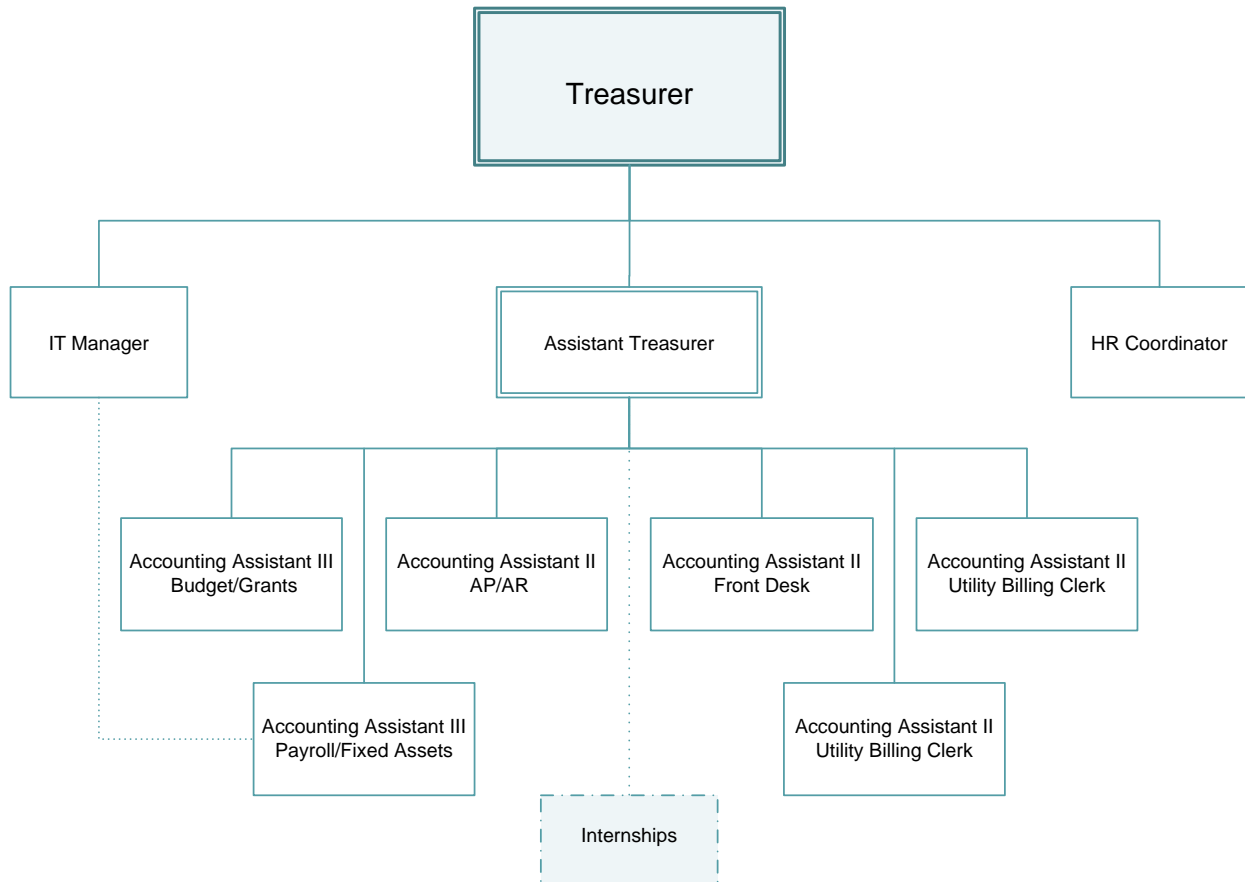 Treasurer
IT Manager
Assistant Treasurer
HR Coordinator
Accounting Assistant III
Budget/Grants
Accounting Assistant II
AP/AR
Accounting Assistant II
Front Desk
Accounting Assistant II
Utility Billing Clerk
Accounting Assistant III
Payroll/Fixed Assets
Accounting Assistant II
Utility Billing Clerk
Internships